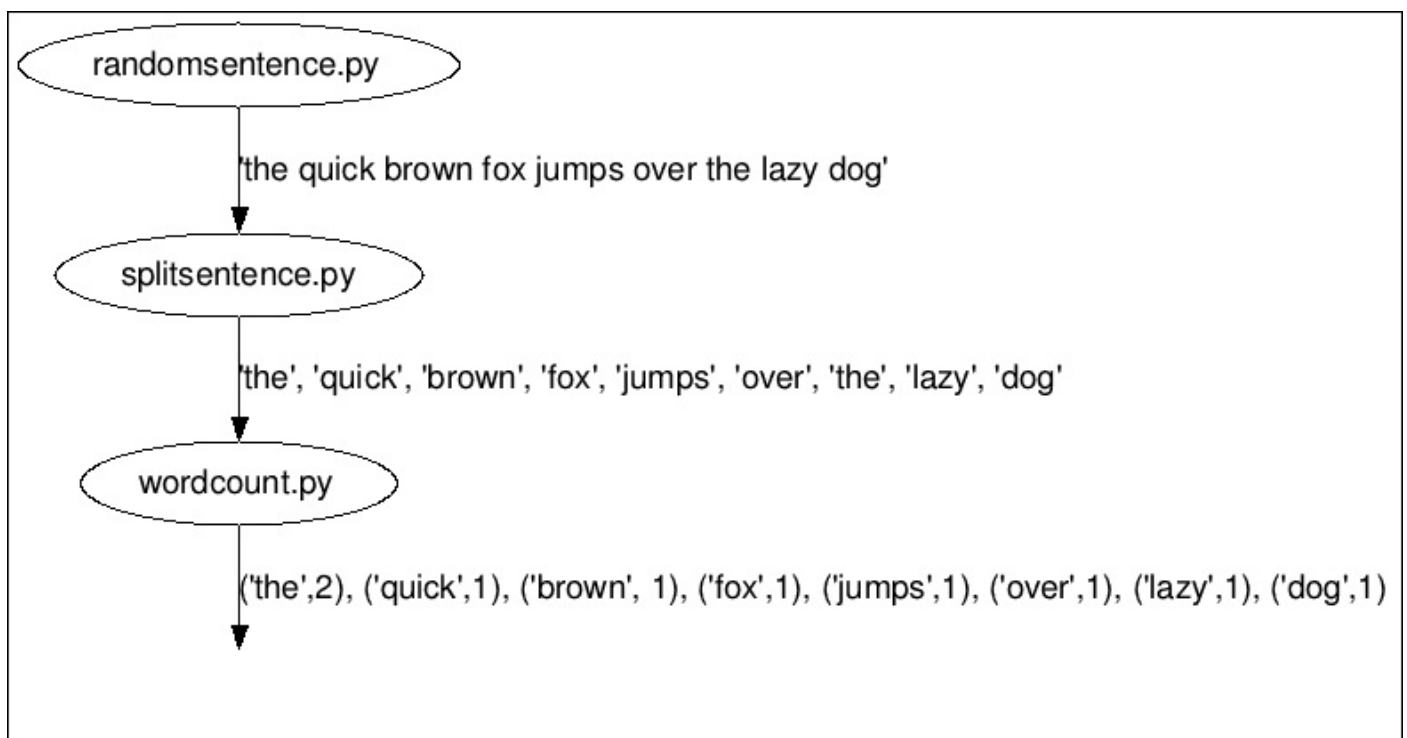 randomsentence.py
'the quick brown fox jumps over the lazy dog'
splitsentence.py
'the', 'quick', 'brown', 'fox', 'jumps', 'over', 'the', 'lazy', 'dog'
wordcount.py
('the',2), ('quick',1), ('brown', 1), ('fox',1), ('jumps',1), ('over',1), ('lazy',1), ('dog',1)